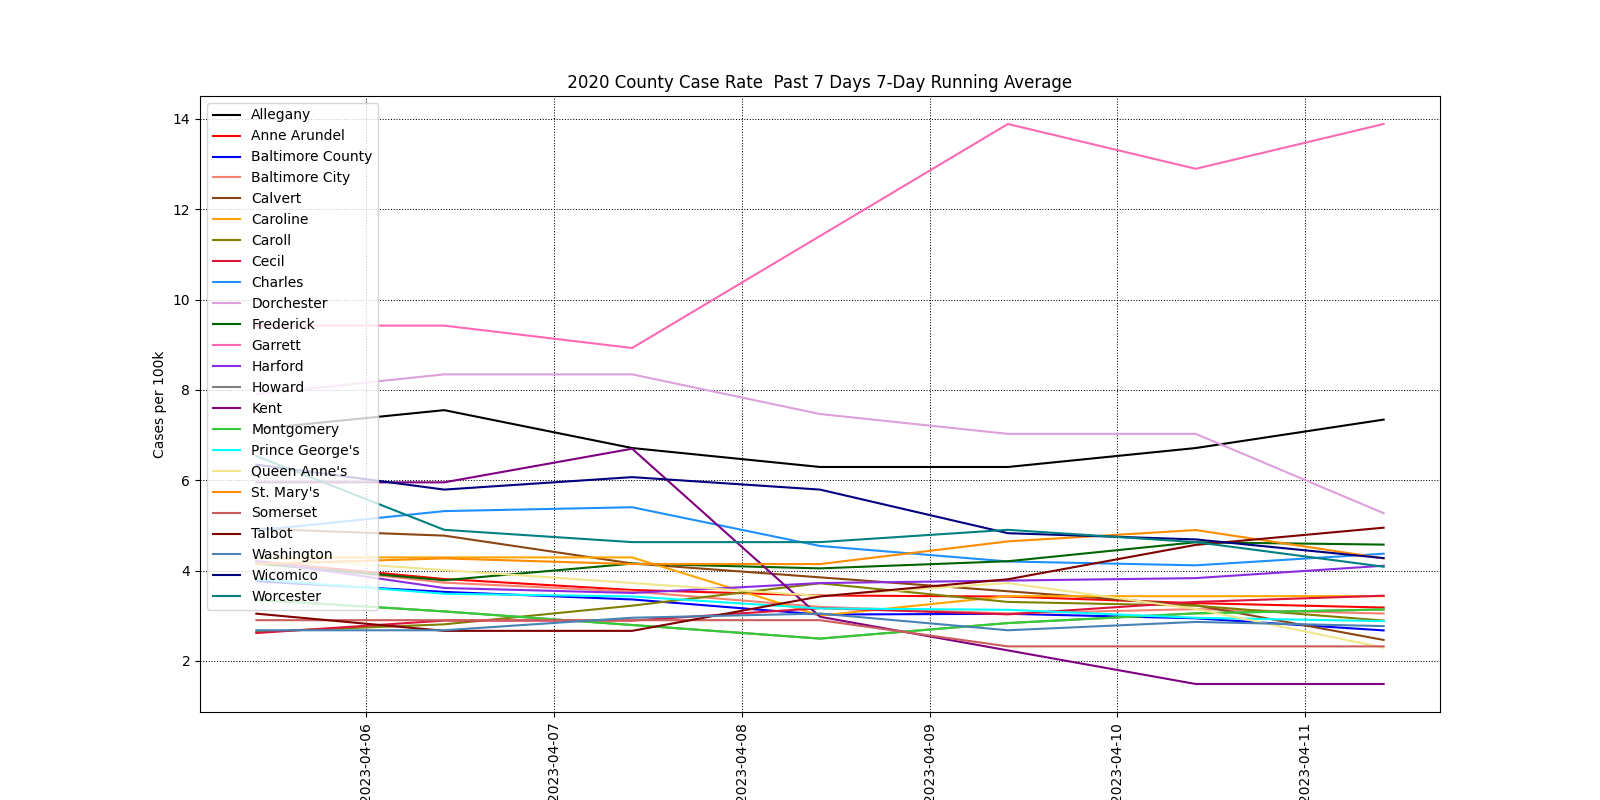 2020 County Case Rate  Past 7 Days 7-Day Running Average
Cases per 100k
14
12
10
8
6
4
2
Allegany
Anne Arundel
Baltimore County
Baltimore City
Calvert
Caroline
Caroll
Cecil
Charles
Dorchester
Frederick
Garrett
Harford
Howard
Kent
Montgomery
Prince George's
Queen Anne's
St. Mary's
Somerset
Talbot
Washington
Wicomico
Worcester
2023-04-06
2023-04-07
2023-04-08
2023-04-09
2023-04-10
2023-04-11